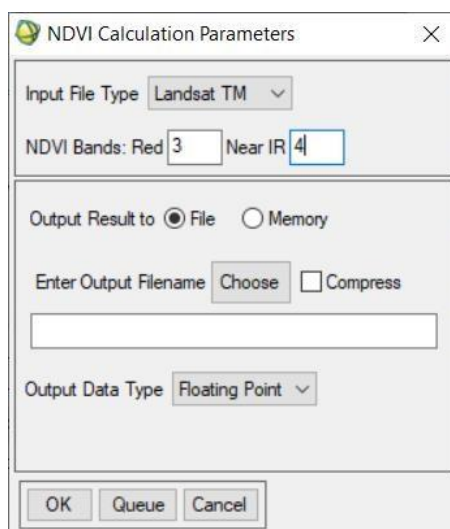 NDVI Calculation Parameters
Input File Type Landsat TM
NDVI Bands: Red 3 Near IR 4
Output Result to File Memory
Enter Output Filename Choose Compress
Output Data Type Floating Point
OK Queue Cancel